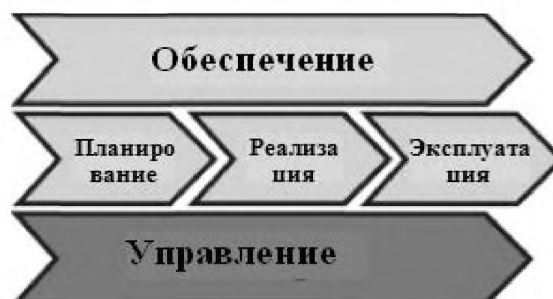 Обеспечение
Планиро
вание
Реализа
ция
Эксплуата
ция
Управление